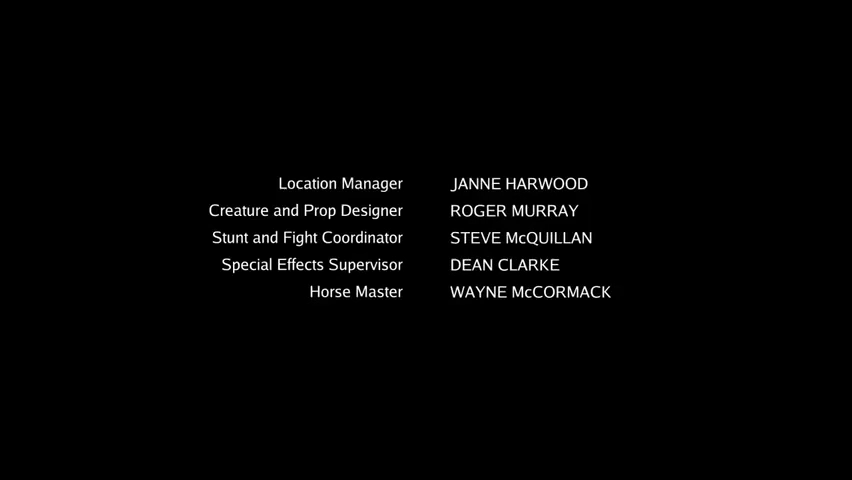 Location Manager JANNE HARWOOD
Creature and Prop Designer ROGER MURRAY
Stunt and Fight Coordinator STEVE McQUILLAN
Special Effects Supervisor DEAN CLARKE
Horse Master WAYNE McCORMACK